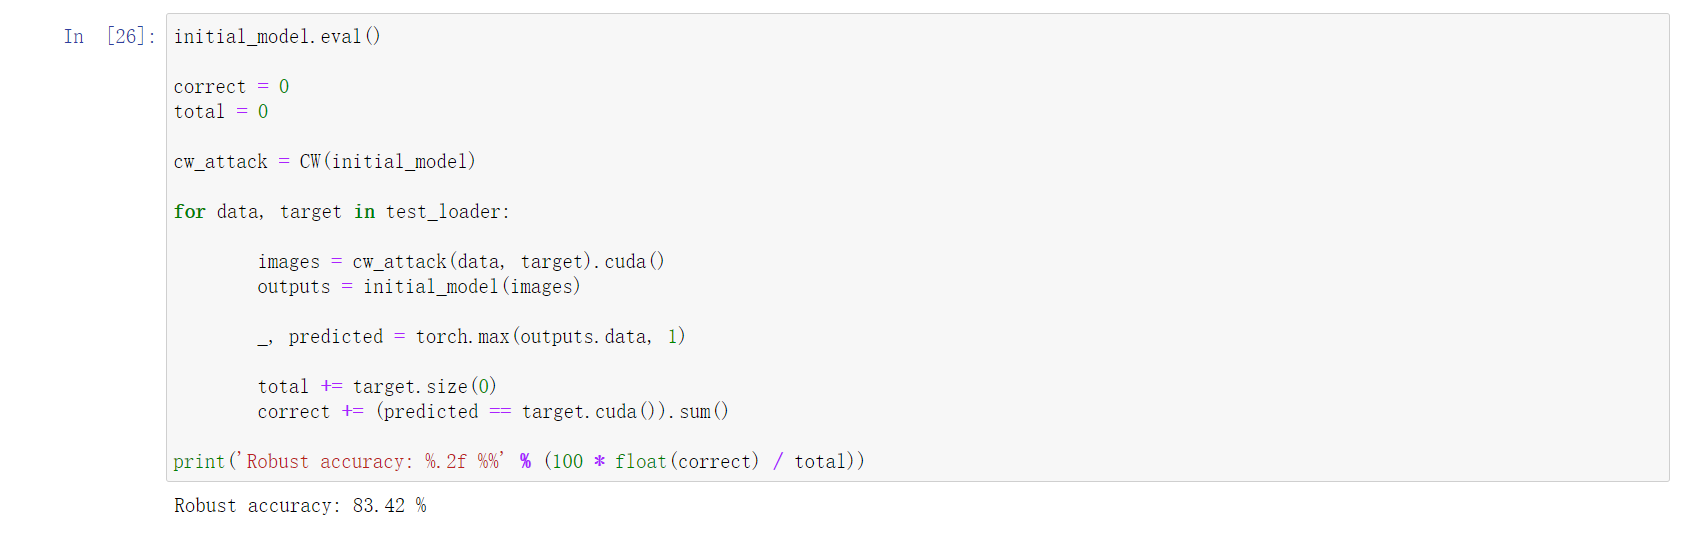 In [26]: initial_model.eval()
correct = 0
total = 0
cw_attack = CW(initial_model)
for data, target in test_loader:
images = cw_attack(data, target).cuda()
outputs = initial_model(images)
_, predicted = torch.max(outputs.data, 1)
total += target.size(0)
correct += (predicted == target.cuda()).sum()
print('Robust accuracy: %.2f %%' % (100 * float(correct) / total))
Robust accuracy: 83.42 %